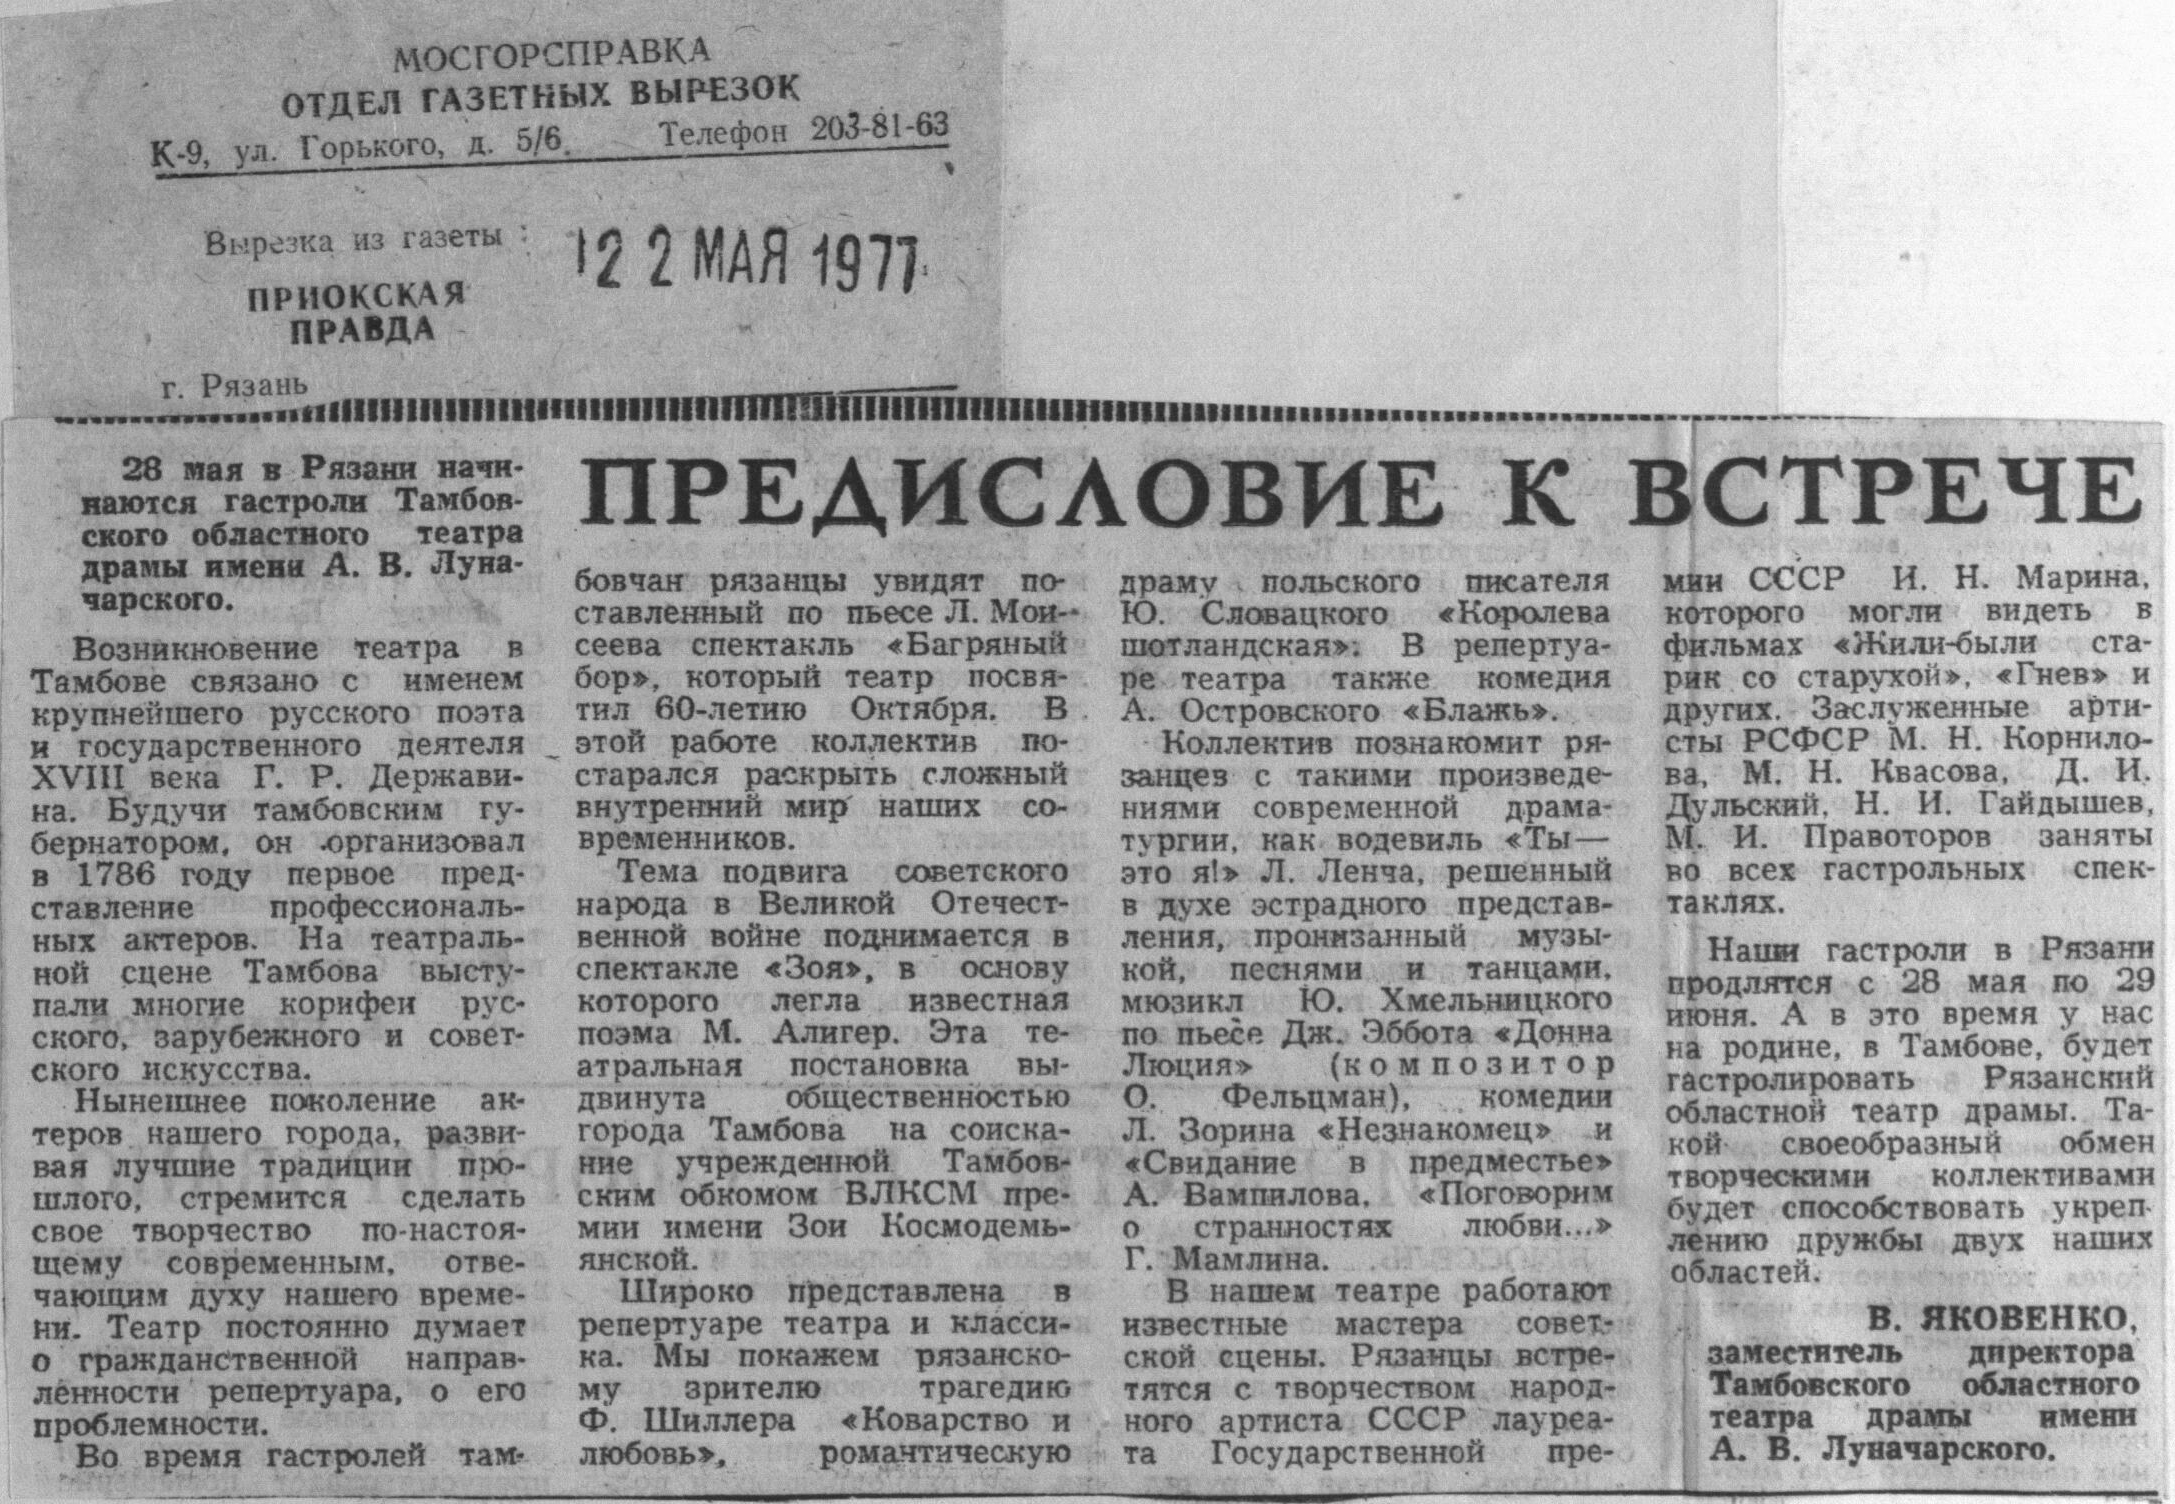 МОСГОРСПРАВКА
ОТДЕЛ ГАЗЕТНЫХ ВЫРЕЗОК
К-9, ул. Горького, д. 5/6. Телефон 203-81-63
Вырезка из газеты :
ПРИОКСКАЯ
ПРАВДА
г. Рязань
22 МАЯ 1977
ПРЕДИСЛОВИЕ К ВСТРЕЧЕ
28 мая в Рязани начи-
наются гастроли Тамбов-
ского областного театра
драмы имени А. В. Луна-
чарского.
Возникновение театра в
Тамбове связано с именем
крупнейшего русского поэта
и государственного деятеля
XVIII века Г. Р. Держави-
на. Будучи тамбовским гу-
бернатором, он организовал
в 1786 году первое пред-
ставление профессиональ-
ных актеров. На театраль-
ной сцене Тамбова высту-
пали многие корифеи рус-
ского, зарубежного и совет-
ского искусства.
Нынешнее поколение ак-
теров нашего города, разви-
вая лучшие традиции про-
шлого, стремится сделать
свое творчество по-настоя-
щему современным, отве-
чающим духу нашего време-
ни. Театр постоянно думает
о гражданственной направ-
ленности репертуара, о его
проблемности.
Во время гастролей там-
бовчан рязанцы увидят по-
ставленный по пьесе Л. Мои-
сеева спектакль «Багряный
бор», который театр посвя-
тил 60-летию Октября. В
этой работе коллектив по-
старался раскрыть сложный
внутренний мир наших со-
временников.
Тема подвига советского
народа в Великой Отечест-
венной войне поднимается в
спектакле «Зоя», в основу
которого легла известная
поэма М. Алигер. Эта те-
атральная постановка вы-
двинута общественностью
города Тамбова на соиска-
ние учрежденной Тамбов-
ским обкомом ВЛКСМ пре-
мии имени Зои Космодемь-
янской.
Широко представлена в
репертуаре театра и класси-
ка. Мы покажем рязанско-
му зрителю трагедию
Ф. Шиллера «Коварство и
любовь», романтическую
драму польского писателя
Ю. Словацкого «Королева
шотландская». В репертуа-
ре театра также комедия
А. Островского «Блажь».
Коллектив познакомит ря-
занцев с такими произведе-
ниями современной драма-
тургии, как водевиль «Ты—
это я!» Л. Ленча, решенный
в духе эстрадного представ-
ления, пронизанный музы-
кой, песнями и танцами,
мюзикл Ю. Хмельницкого
по пьесе Дж. Эббота «Донна
Люция» (композитор
О. Фельцман), комедии
Л. Зорина «Незнакомец» и
«Свидание в предместье»
А. Вампилова, «Поговорим
о странностях любви...»
Г. Мамлина.
В нашем театре работают
известные мастера совет-
ской сцены. Рязанцы встре-
тятся с творчеством народ-
ного артиста СССР лауреа-
та Государственной пре-
мии СССР И. Н. Марина,
которого могли видеть в
фильмах «Жили-были ста-
рик со старухой», «Гнев» и
других. Заслуженные арти-
сты РСФСР М. Н. Корнило-
ва, М. Н. Квасова, Д. И.
Дульский, Н. И. Гайдышев,
М. И. Правоторов заняты
во всех гастрольных спек-
таклях.
Наши гастроли в Рязани
продлятся с 28 мая по 29
июня. А в это время у нас
на родине, в Тамбове, будет
гастролировать Рязанский
областной театр драмы. Та-
кой своеобразный обмен
творческими коллективами
будет способствовать укреп-
лению дружбы двух наших
областей.
В. ЯКОВЕНКО,
заместитель директора
Тамбовского областного
театра драмы имени
А. В. Луначарского.